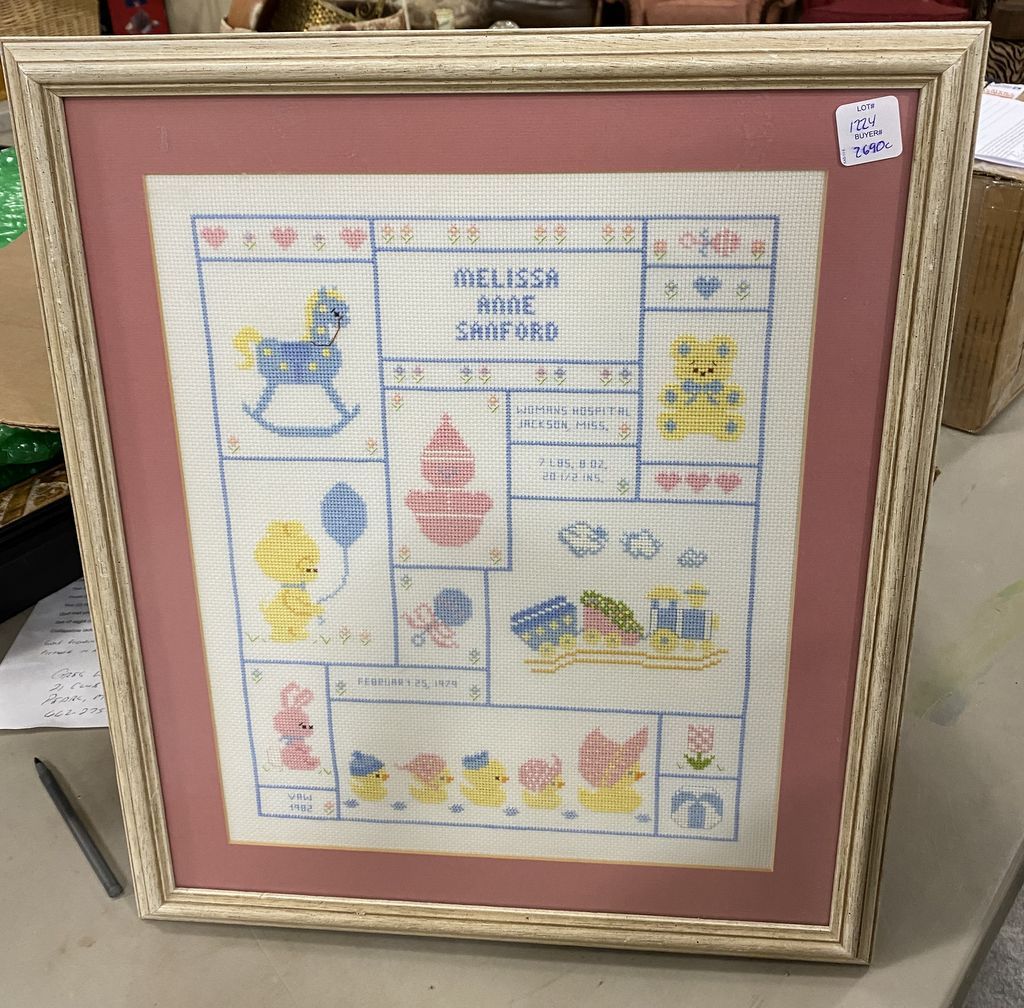 LOT#
1224
BUYER#
2690c
MELISSA
ANNE
SANFORD
WOMANS HOSPITAL
JACKSON, MISS.
7 LBS, 8 OZ,
20 1/2 INS,
FEBRUARY 25, 1979
VAW
1982